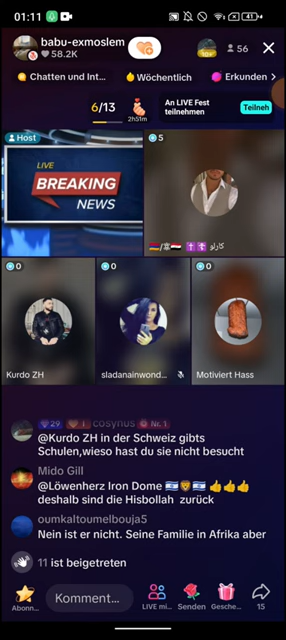 01:11
41
babu-exmoslem
58.2K
56
Chatten und Int...
Wöchentlich
Erkunden
6/13
2h51m
An LIVE Fest
teilnehmen
Teilneh
Host
LIVE
BREAKING
NEWS
5
كارلو
0
Kurdo ZH
0
sladanainwond...
0
Motiviert Hass
29 cosynus Nr. 1
@Kurdo ZH in der Schweiz gibts
Schulen,wieso hast du sie nicht besucht
Mido Gill
@Löwenherz Iron Dome 🇮🇱🦁🇮🇱 👍👍👍
deshalb sind die Hisbollah zurück
oumkaltoumelbouja5
Nein ist er nicht. Seine Familie in Afrika aber
11 ist beigetreten
Abonn...
Komment...
LIVE mi...
Senden
Gesche...
15